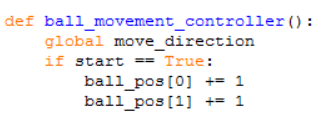 def ball_movement_controller():
    global move_direction
    if start == True:
        ball_pos[0] += 1
        ball_pos[1] += 1